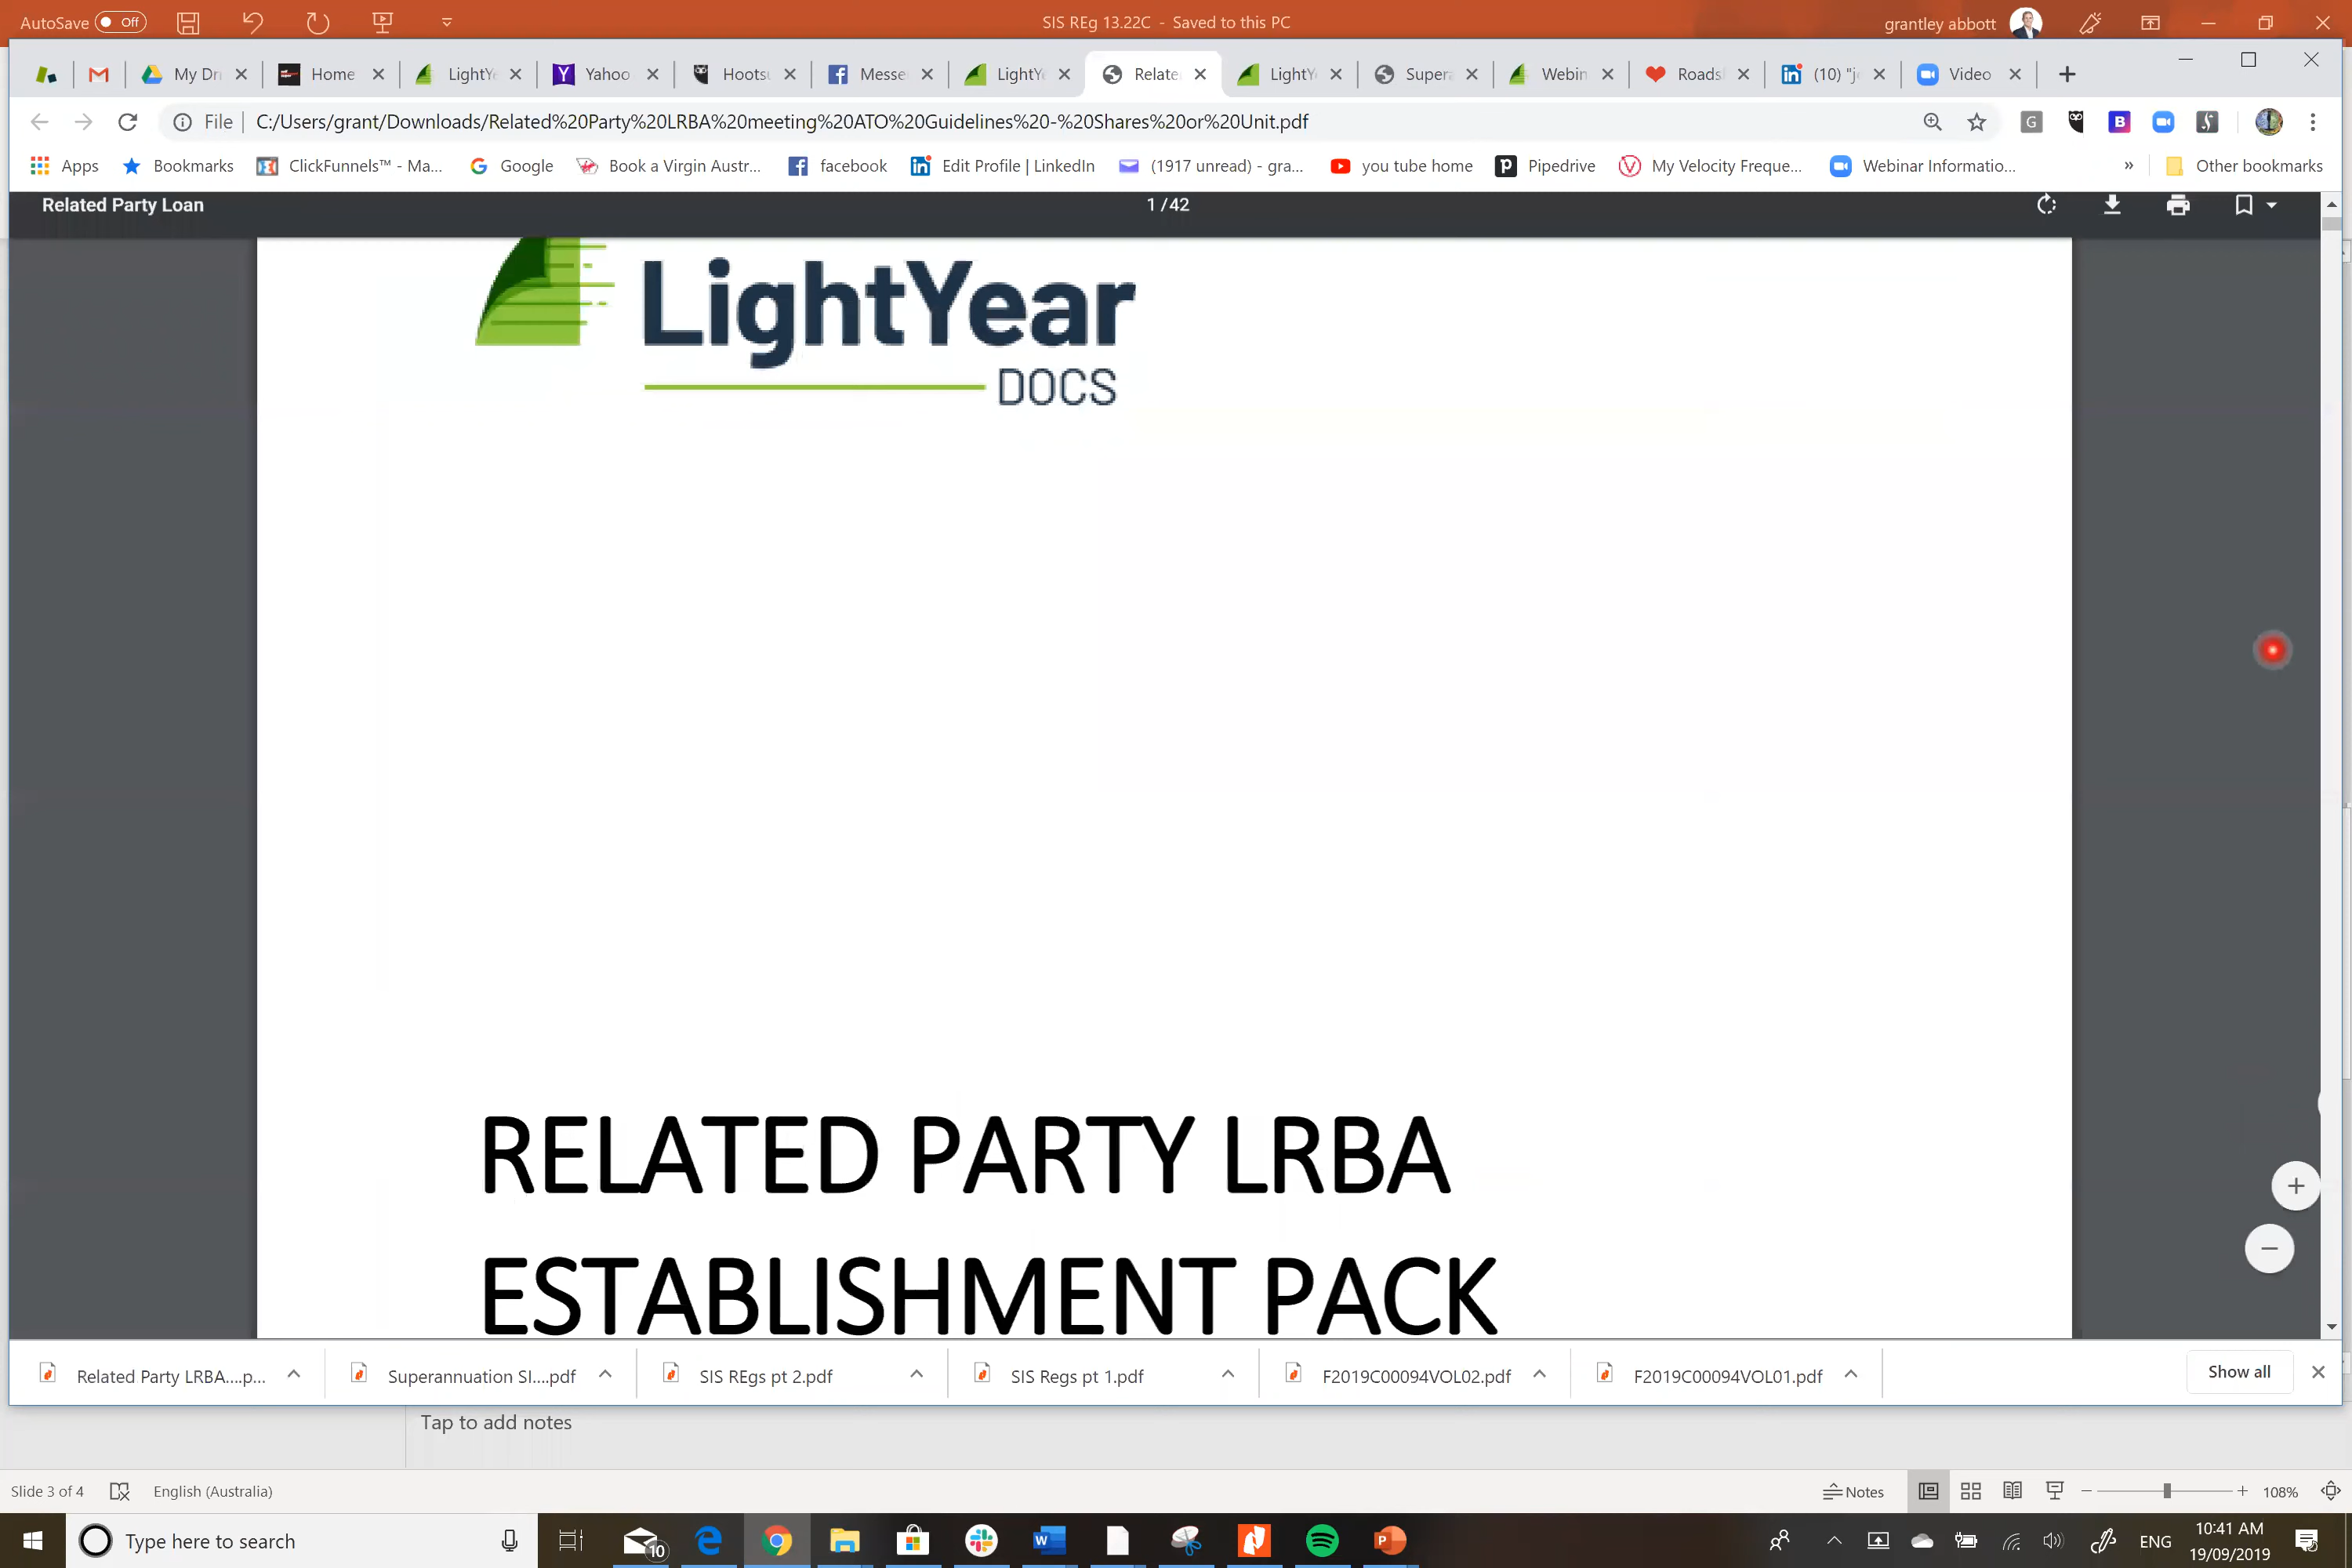 AutoSave Off SIS REg 13.22C - Saved to this PC grantley abbott
My Dri Home LightYe Yahoo Hootsu Messe LightYe Relate LightY Supera Webin Roads (10) "je Video
File C:/Users/grant/Downloads/Related%20Party%20LRBA%20meeting%20ATO%20Guidelines%20-%20Shares%20or%20Unit.pdf
Apps Bookmarks ClickFunnels™ - Ma... Google Book a Virgin Austr... facebook Edit Profile | LinkedIn (1917 unread) - gra... you tube home Pipedrive My Velocity Freque... Webinar Informatio... » Other bookmarks
Related Party Loan 1 / 42
LightYear
DOCS
RELATED PARTY LRBA
ESTABLISHMENT PACK
Related Party LRBA....p... Superannuation SI....pdf SIS REgs pt 2.pdf SIS Regs pt 1.pdf F2019C00094VOL02.pdf F2019C00094VOL01.pdf Show all
Tap to add notes
Slide 3 of 4 English (Australia) Notes 108%
Type here to search 10 ENG 10:41 AM
19/09/2019